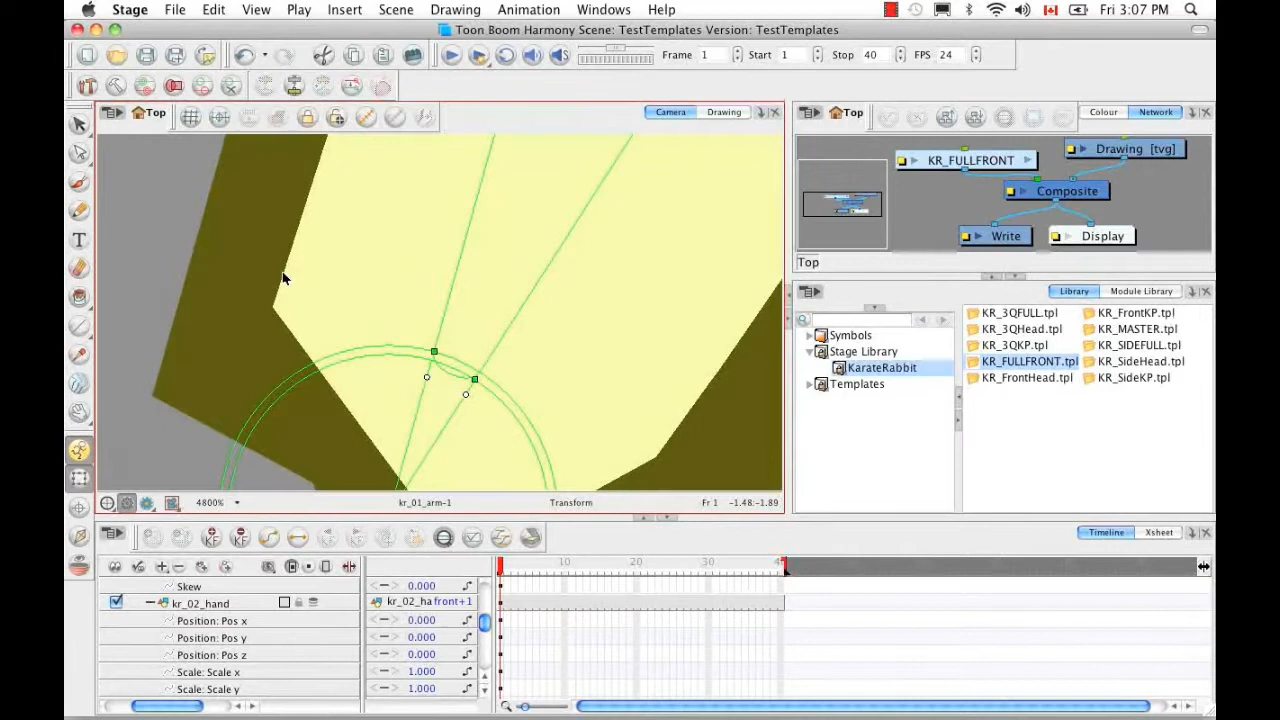 Stage File Edit View Play Insert Scene Drawing Animation Windows Help Fri 3:07 PM
Toon Boom Harmony Scene: TestTemplates Version: TestTemplates
Frame 1 Start 1 Stop 40 FPS 24
Top Camera Drawing
Top Colour Network
KR_FULLFRONT Drawing [tvg]
Composite
Write Display
Top
Library Module Library
Symbols
Stage Library
KarateRabbit
Templates
KR_3QFULL.tpl KR_FrontKP.tpl
KR_3QHead.tpl KR_MASTER.tpl
KR_3QKP.tpl KR_SIDEFULL.tpl
KR_FULLFRONT.tpl KR_SideHead.tpl
KR_FrontHead.tpl KR_SideKP.tpl
4800% kr_01_arm-1 Transform Fr 1 -1.48:-1.89
Timeline Xsheet
10 20 30
Skew 0.000
kr_02_hand kr_02_ha front+1
Position: Pos x 0.000
Position: Pos y 0.000
Position: Pos z 0.000
Scale: Scale x 1.000
Scale: Scale y 1.000